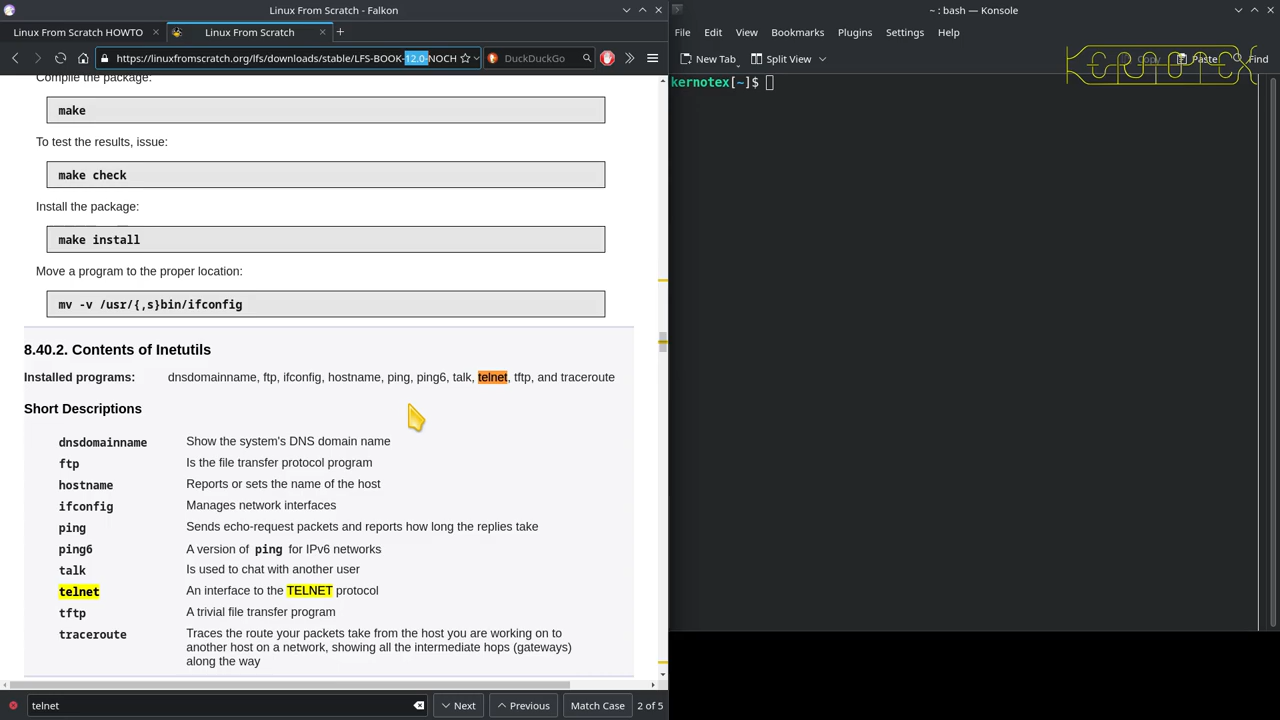 Linux From Scratch - Falkon
Linux From Scratch HOWTO
Linux From Scratch
https://linuxfromscratch.org/lfs/downloads/stable/LFS-BOOK-12.0-NOCH
DuckDuckGo
Compile the package:
make
To test the results, issue:
make check
Install the package:
make install
Move a program to the proper location:
mv -v /usr/{,s}bin/ifconfig
8.40.2. Contents of Inetutils
Installed programs: dnsdomainname, ftp, ifconfig, hostname, ping, ping6, talk, telnet, tftp, and traceroute
Short Descriptions
dnsdomainname Show the system's DNS domain name
ftp Is the file transfer protocol program
hostname Reports or sets the name of the host
ifconfig Manages network interfaces
ping Sends echo-request packets and reports how long the replies take
ping6 A version of ping for IPv6 networks
talk Is used to chat with another user
telnet An interface to the TELNET protocol
tftp A trivial file transfer program
traceroute Traces the route your packets take from the host you are working on to
another host on a network, showing all the intermediate hops (gateways)
along the way
telnet
Next
Previous
Match Case
2 of 5
~ : bash — Konsole
File Edit View Bookmarks Plugins Settings Help
New Tab Split View Copy Paste Find
KERNOTEX
kernotex[~]$